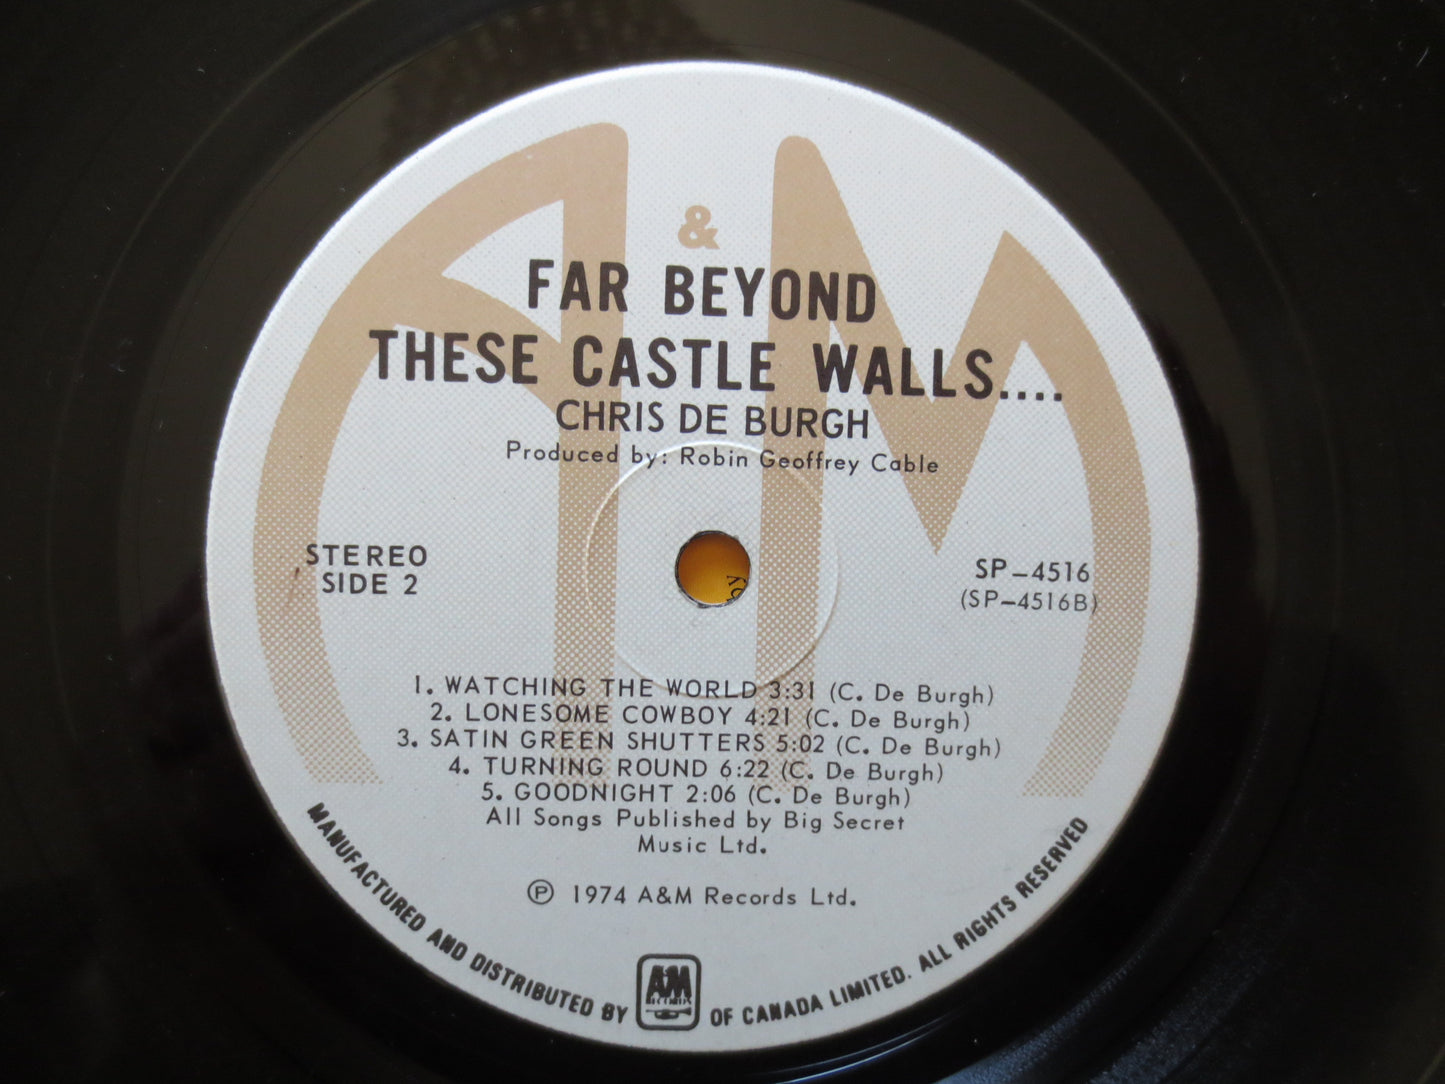 &
FAR BEYOND
THESE CASTLE WALLS....
CHRIS DE BURGH
Produced by: Robin Geoffrey Cable
STEREO
SIDE 2
SP-4516
(SP-4516B)
1. WATCHING THE WORLD 3:31 (C. De Burgh)
2. LONESOME COWBOY 4:21 (C. De Burgh)
3. SATIN GREEN SHUTTERS 5:02 (C. De Burgh)
4. TURNING ROUND 6:22 (C. De Burgh)
5. GOODNIGHT 2:06 (C. De Burgh)
All Songs Published by Big Secret
Music Ltd.
℗ 1974 A&M Records Ltd.
MANUFACTURED AND DISTRIBUTED BY A&M RECORDS OF CANADA LIMITED. ALL RIGHTS RESERVED